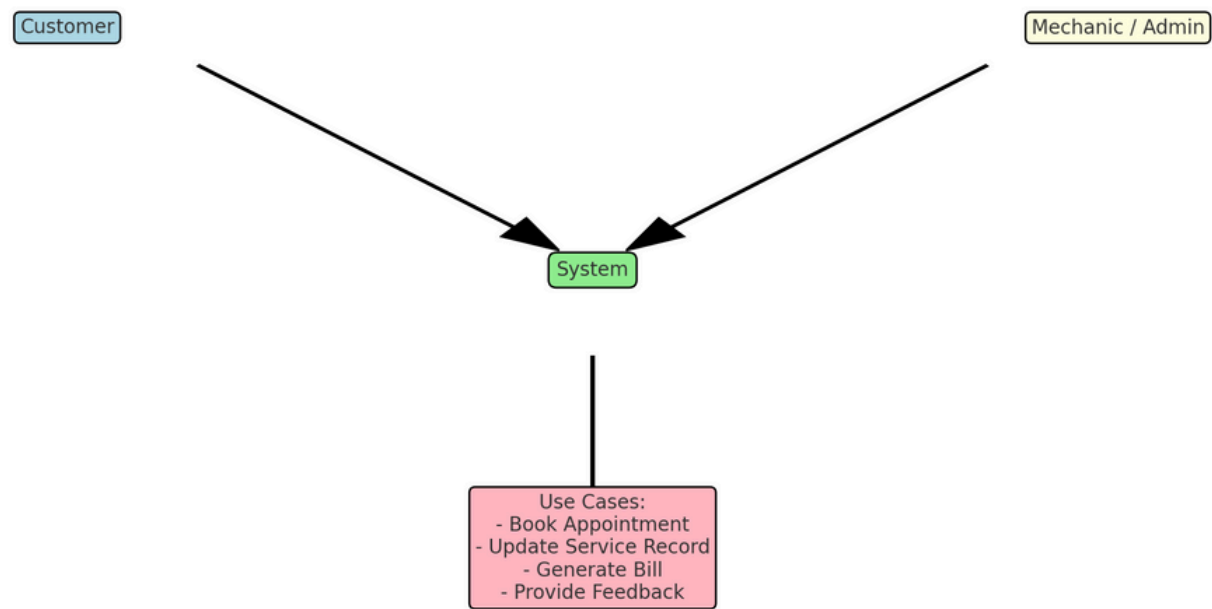 Customer
Mechanic / Admin
System
Use Cases:
- Book Appointment
- Update Service Record
- Generate Bill
- Provide Feedback